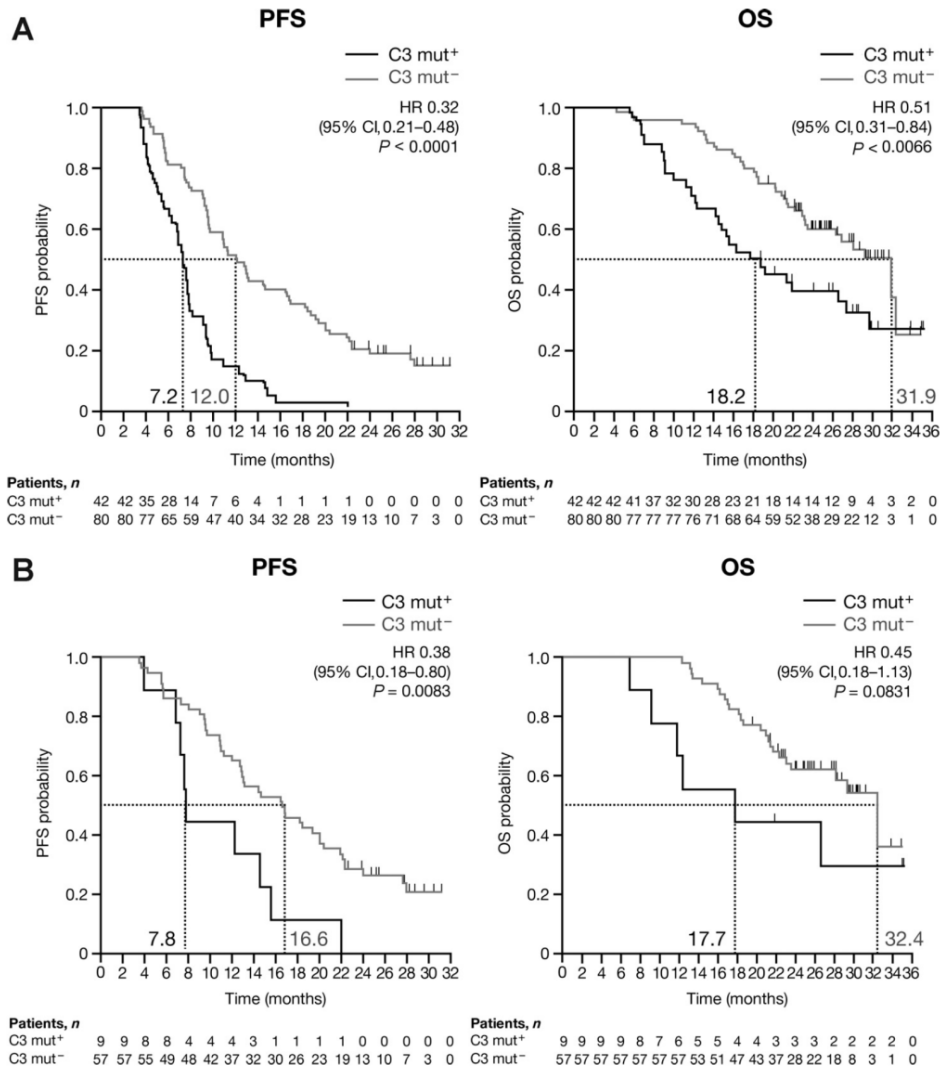 A
PFS
C3 mut+
C3 mut−
HR 0.32
(95% CI,0.21–0.48)
P < 0.0001
PFS probability
1.0
0.8
0.6
0.4
0.2
0
7.2
12.0
0 2 4 6 8 10 12 14 16 18 20 22 24 26 28 30 32
Time (months)
Patients, n
C3 mut+ 42 42 35 28 14 7 6 4 1 1 1 1 0 0 0 0 0
C3 mut− 80 80 77 65 59 47 40 34 32 28 23 19 13 10 7 3 0
OS
C3 mut+
C3 mut−
HR 0.51
(95% CI,0.31–0.84)
P < 0.0066
OS probability
1.0
0.8
0.6
0.4
0.2
0
18.2
31.9
0 2 4 6 8 10 12 14 16 18 20 22 24 26 28 30 32 34 36
Time (months)
Patients, n
C3 mut+ 42 42 42 41 37 32 30 28 23 21 18 14 14 12 9 4 3 2 0
C3 mut− 80 80 80 77 77 77 76 71 68 64 59 52 38 29 22 12 3 1 0
B
PFS
C3 mut+
C3 mut−
HR 0.38
(95% CI,0.18–0.80)
P = 0.0083
PFS probability
1.0
0.8
0.6
0.4
0.2
0
7.8
16.6
0 2 4 6 8 10 12 14 16 18 20 22 24 26 28 30 32
Time (months)
Patients, n
C3 mut+ 9 9 8 8 4 4 4 3 1 1 1 1 0 0 0 0 0
C3 mut− 57 57 55 49 48 42 37 32 30 26 23 19 13 10 7 3 0
OS
C3 mut+
C3 mut−
HR 0.45
(95% CI,0.18–1.13)
P = 0.0831
OS probability
1.0
0.8
0.6
0.4
0.2
0
17.7
32.4
0 2 4 6 8 10 12 14 16 18 20 22 24 26 28 30 32 34 36
Time (months)
Patients, n
C3 mut+ 9 9 9 9 8 7 6 5 5 4 4 3 3 3 2 2 2 2 0
C3 mut− 57 57 57 57 57 57 57 53 51 47 43 37 28 22 18 8 3 1 0